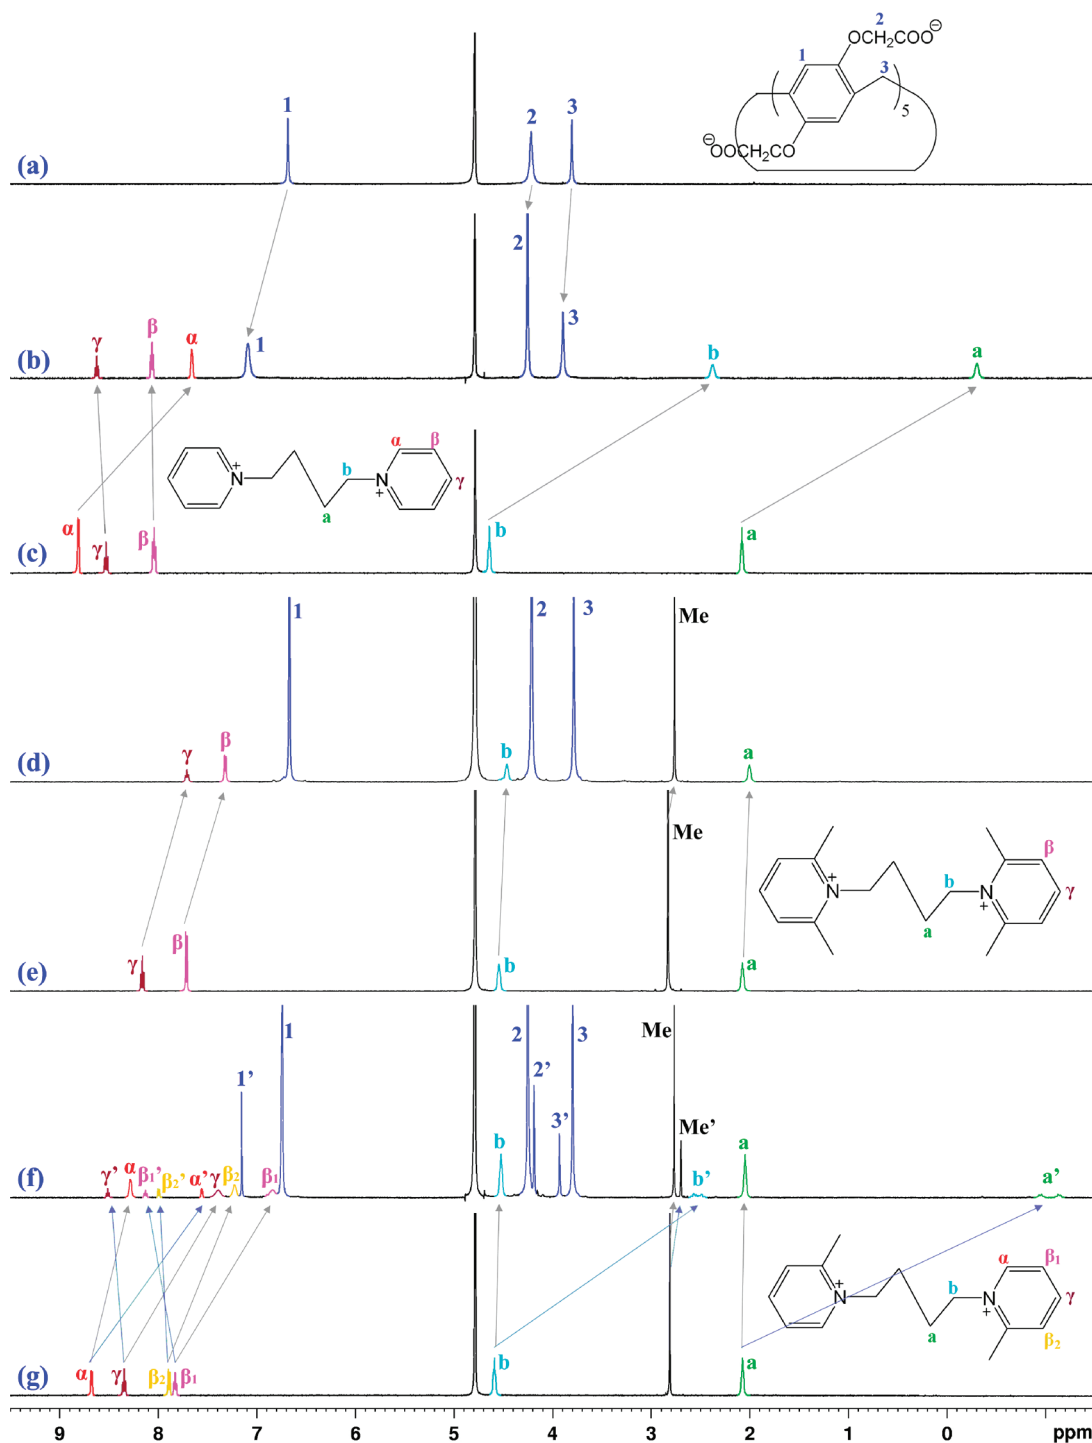 2
OCH₂COO⊖
1
3
5
⊖OOCH₂CO
1
2
3
(a)
2
3
γ
β
α
1
b
a
(b)
α
β
b
N
+
N
+
γ
a
α
γ
β
b
a
(c)
1
2
3
Me
γ
β
b
a
(d)
Me
β
b
N
+
N
+
γ
a
γ
β
b
a
(e)
1
2
3
Me
1’
2’
3’
b
Me’
a
γ’
α
β₁’
β₂’
α’
γ
β₂
β₁
b’
a’
(f)
α
β₁
b
N
+
N
+
γ
a
β₂
α
γ
β₂
β₁
b
a
(g)
9
8
7
6
5
4
3
2
1
0
ppm